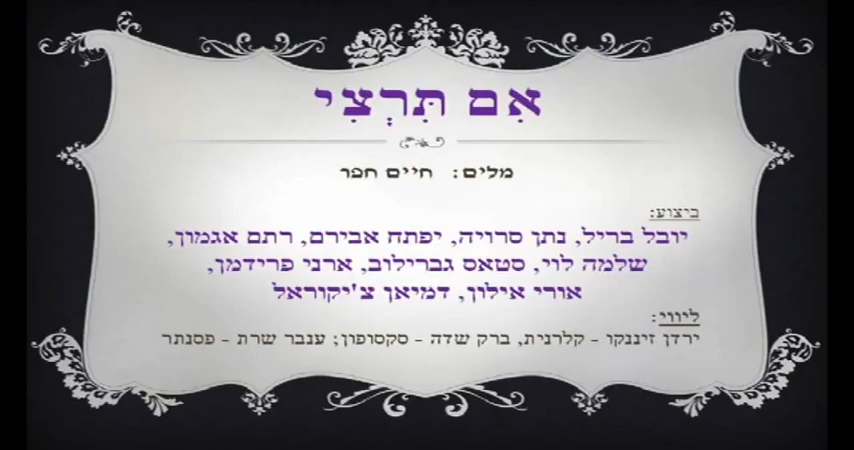 אִם תִּרְצִי
מלים: חיים חפר
ביצוע:
יובל בריל, נתן סרויה, יפתח אבירם, רתם אגמון,
שלמה לוי, סטאס גברילוב, ארני פרידמן,
אורי אילון, דמיאן צ'יקוראל
ליווי:
ירדן זיננקו - קלרנית, ברק שדה - סקסופון; ענבר שרת - פסנתר